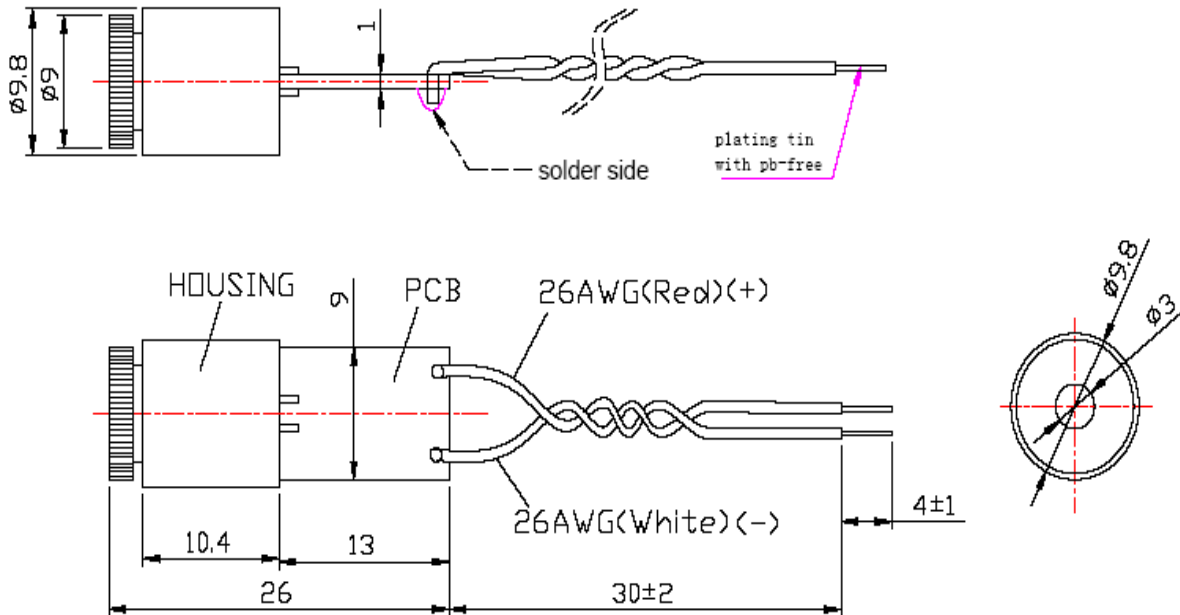 Ø9.8
Ø9
1
solder side
plating tin
with pb-free
HOUSING
9
PCB
26AWG(Red)(+)
Ø9.8
Ø3
26AWG(White)(-)
4±1
10.4
13
26
30±2